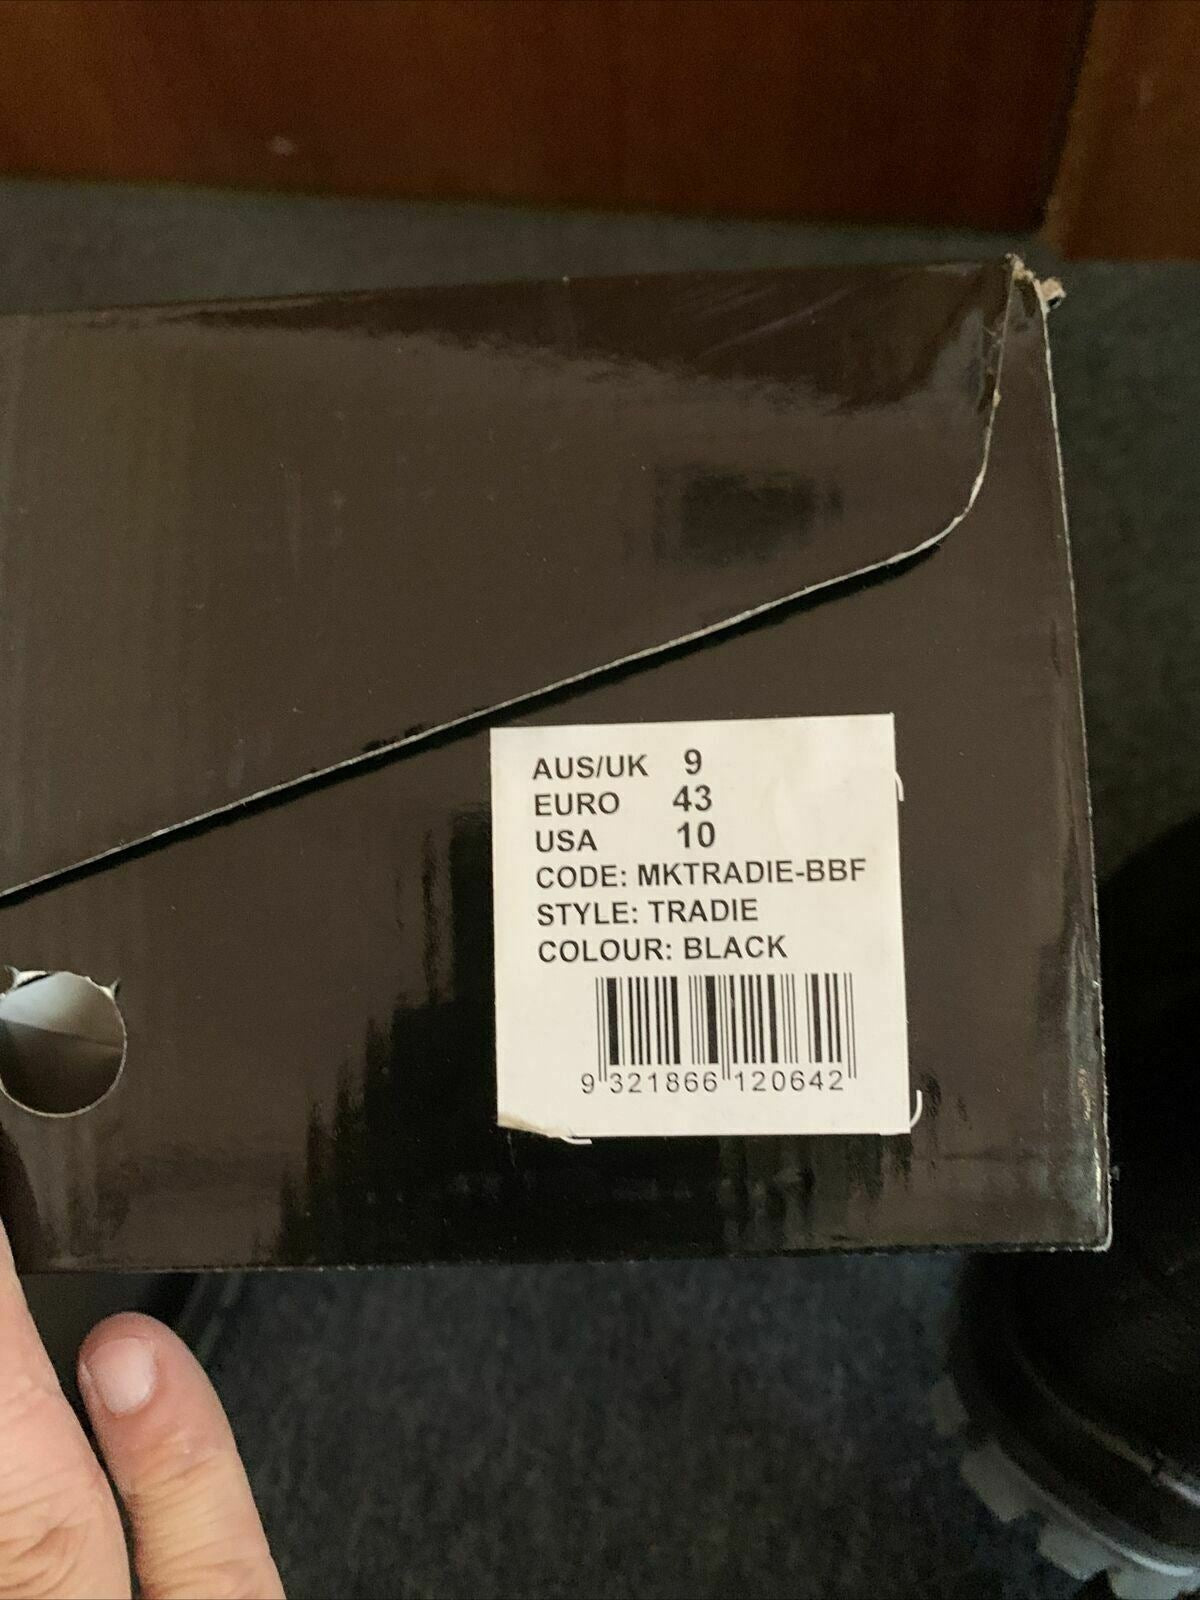 AUS/UK 9
EURO 43
USA 10
CODE: MKTRADIE-BBF
STYLE: TRADIE
COLOUR: BLACK
9 321866 120642